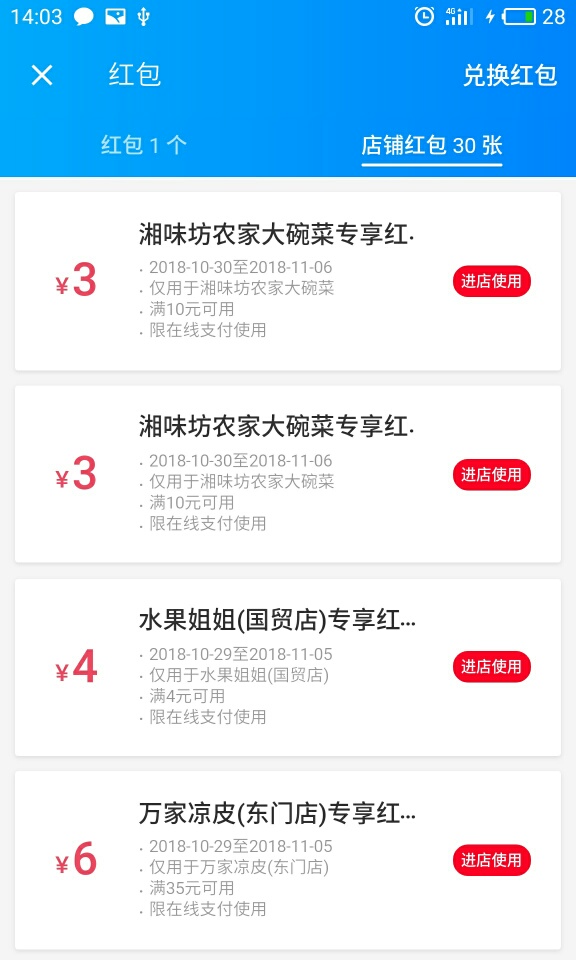 14:03 4G 28
红包 兑换红包
红包 1 个 店铺红包 30 张
湘味坊农家大碗菜专享红.
¥3
· 2018-10-30至2018-11-06
· 仅用于湘味坊农家大碗菜
· 满10元可用
· 限在线支付使用
进店使用
湘味坊农家大碗菜专享红.
¥3
· 2018-10-30至2018-11-06
· 仅用于湘味坊农家大碗菜
· 满10元可用
· 限在线支付使用
进店使用
水果姐姐(国贸店)专享红...
¥4
· 2018-10-29至2018-11-05
· 仅用于水果姐姐(国贸店)
· 满4元可用
· 限在线支付使用
进店使用
万家凉皮(东门店)专享红...
¥6
· 2018-10-29至2018-11-05
· 仅用于万家凉皮(东门店)
· 满35元可用
· 限在线支付使用
进店使用